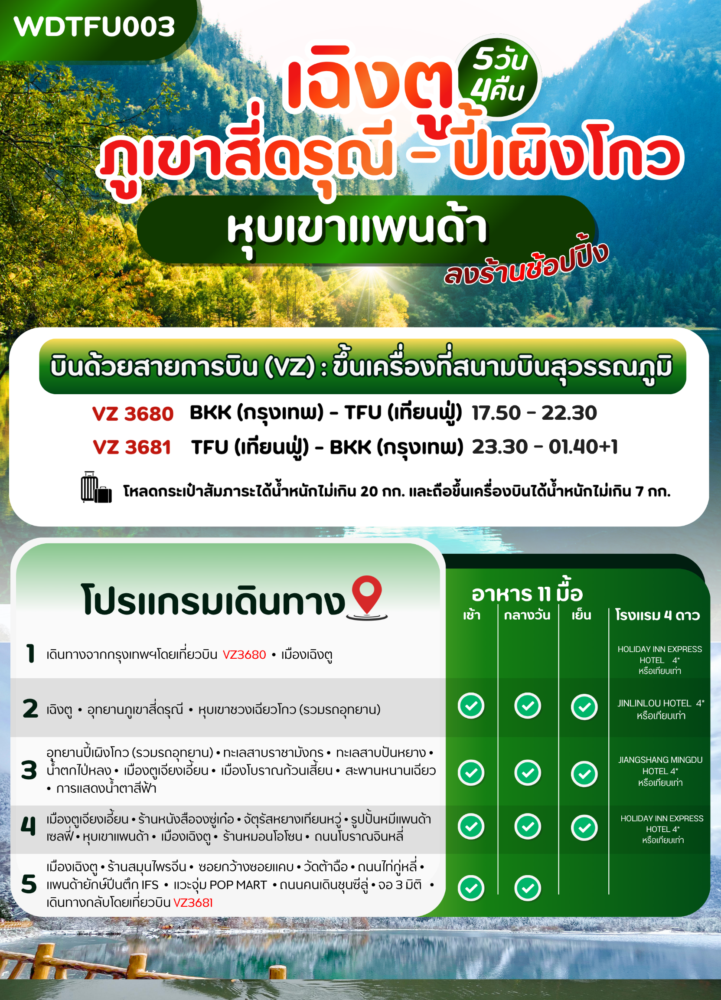 WDTFU003
เฉิงตู
5วัน
4คืน
ภูเขาสี่ดรุณี - ปี้เผิงโกว
หุบเขาแพนด้า
ลงร้านช้อปปิ้ง
บินด้วยสายการบิน (VZ) : ขึ้นเครื่องที่สนามบินสุวรรณภูมิ
VZ 3680 BKK (กรุงเทพ) - TFU (เทียนฟู่) 17.50 - 22.30
VZ 3681 TFU (เทียนฟู่) - BKK (กรุงเทพ) 23.30 - 01.40+1
โหลดกระเป๋าสัมภาระได้น้ำหนักไม่เกิน 20 กก. และถือขึ้นเครื่องบินได้น้ำหนักไม่เกิน 7 กก.
โปรแกรมเดินทาง
อาหาร 11 มื้อ
เช้า กลางวัน เย็น โรงแรม 4 ดาว
1 เดินทางจากกรุงเทพฯโดยเที่ยวบิน VZ3680 • เมืองเฉิงตู
HOLIDAY INN EXPRESS
HOTEL 4*
หรือเทียบเท่า
2 เฉิงตู • อุทยานภูเขาสี่ดรุณี • หุบเขาชวงเฉียวโกว (รวมรถอุทยาน)
JINLINLOU HOTEL 4*
หรือเทียบเท่า
3 อุทยานปี้เผิงโกว (รวมรถอุทยาน) • ทะเลสาบราชามังกร • ทะเลสาบปันหยาง •
น้ำตกไป่หลง • เมืองตูเจียงเอี้ยน • เมืองโบราณก้วนเสี้ยน • สะพานหนานเฉียว
• การแสดงน้ำตาสีฟ้า
JIANGSHANG MINGDU
HOTEL 4*
หรือเทียบเท่า
4 เมืองตูเจียงเอี้ยน • ร้านหนังสือจงซู่เก๋อ • จัตุรัสหยางเทียนหวู่ • รูปปั้นหมีแพนด้า
เซลฟี่ • หุบเขาแพนด้า • เมืองเฉิงตู • ร้านหมอนโอโซน • ถนนโบราณจินหลี่
HOLIDAY INN EXPRESS
HOTEL 4*
หรือเทียบเท่า
5 เมืองเฉิงตู • ร้านสมุนไพรจีน • ซอยกว้างซอยแคบ • วัดต้าฉือ • ถนนไท่กู่หลี่ •
แพนด้ายักษ์ปีนตึก IFS • แวะจุ่ม POP MART • ถนนคนเดินชุนซีลู่ • จอ 3 มิติ •
เดินทางกลับโดยเที่ยวบิน VZ3681